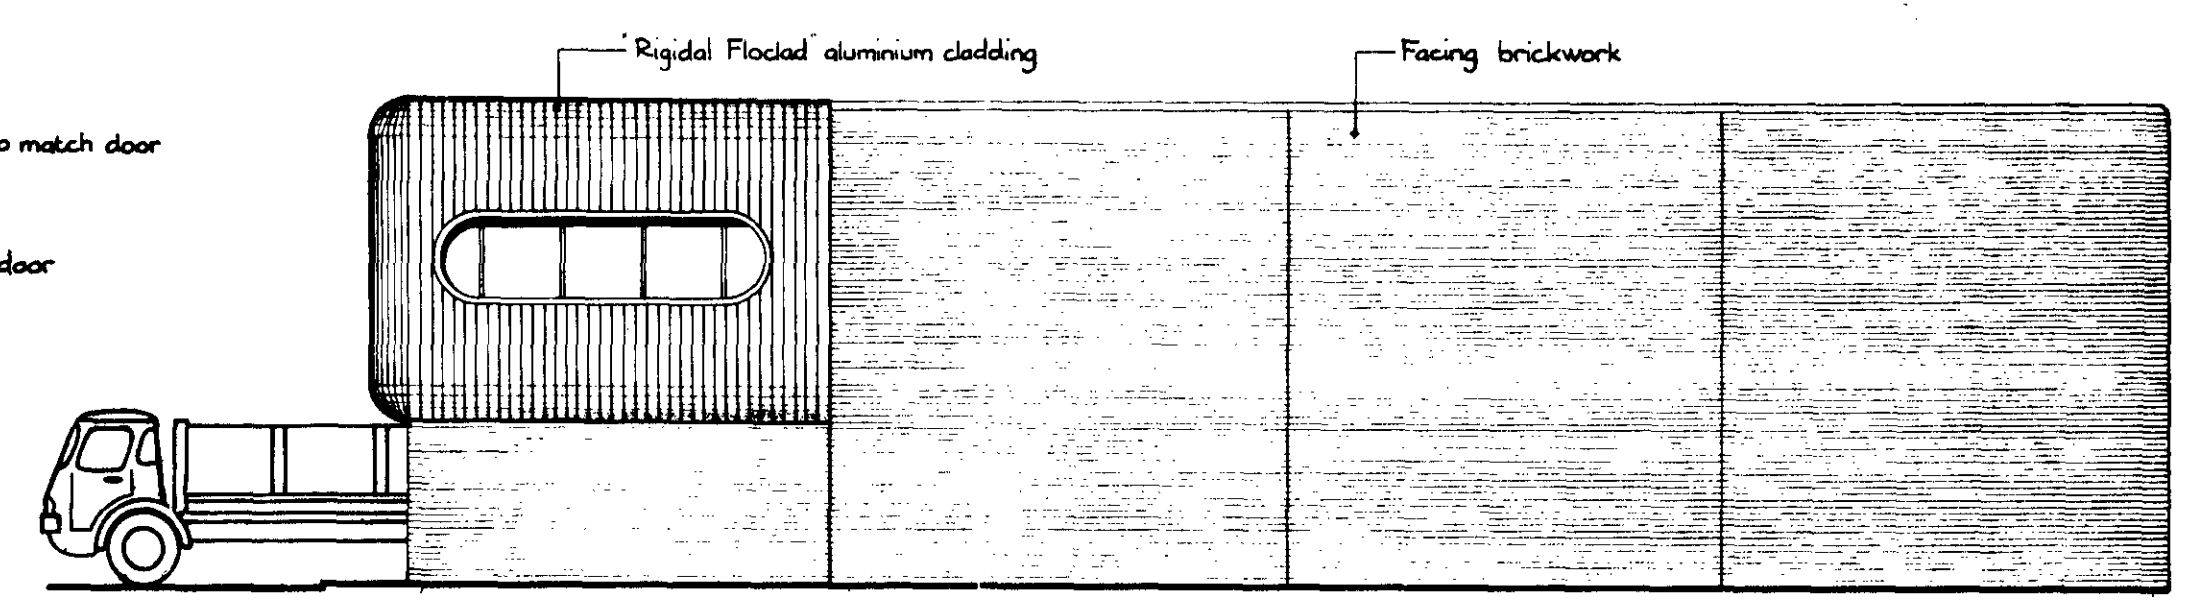 "Rigidal Floclad" aluminium cladding
Facing brickwork
match door
door